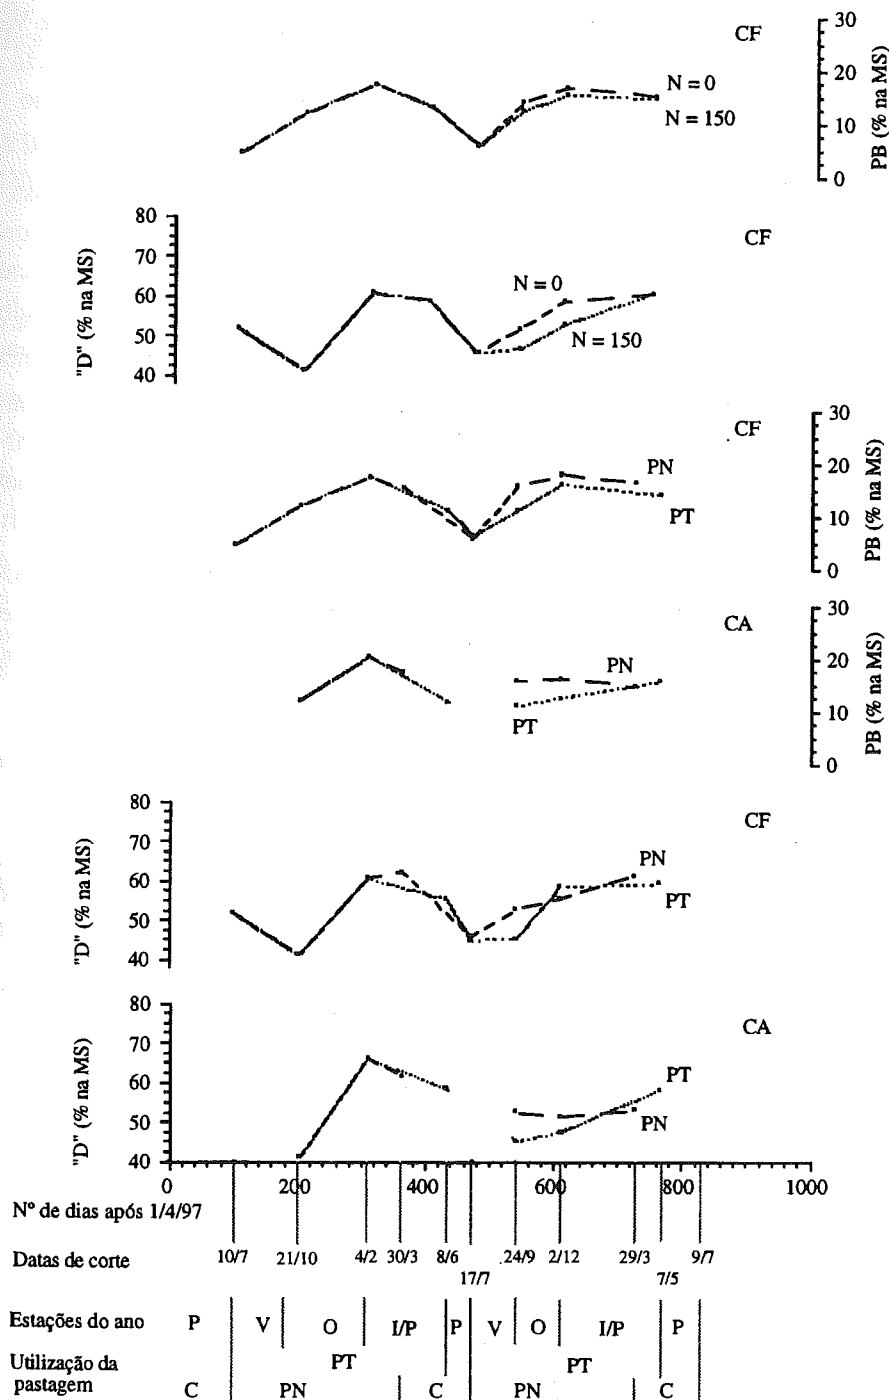 CF
30
20
10
0
PB (% na MS)
N = 0
N = 150
80
70
60
50
40
"D" (% na MS)
CF
N = 0
N = 150
CF
30
20
10
0
PB (% na MS)
PN
PT
CA
30
20
10
0
PB (% na MS)
PN
PT
80
70
60
50
40
"D" (% na MS)
CF
PN
PT
80
70
60
50
40
"D" (% na MS)
CA
PT
PN
0 200 400 600 800 1000
Nº de dias após 1/4/97
Datas de corte 10/7 21/10 4/2 30/3 8/6 17/7 24/9 2/12 29/3 7/5 9/7
Estações do ano P V O I/P P V O I/P P
Utilização da PT PT
pastagem C PN C PN C